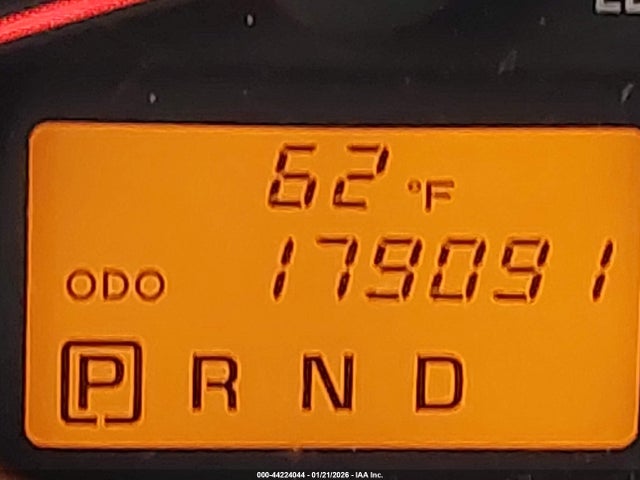 62 °F
ODO 179091
P R N D
000-44224044 - 01/21/2026 - IAA Inc.